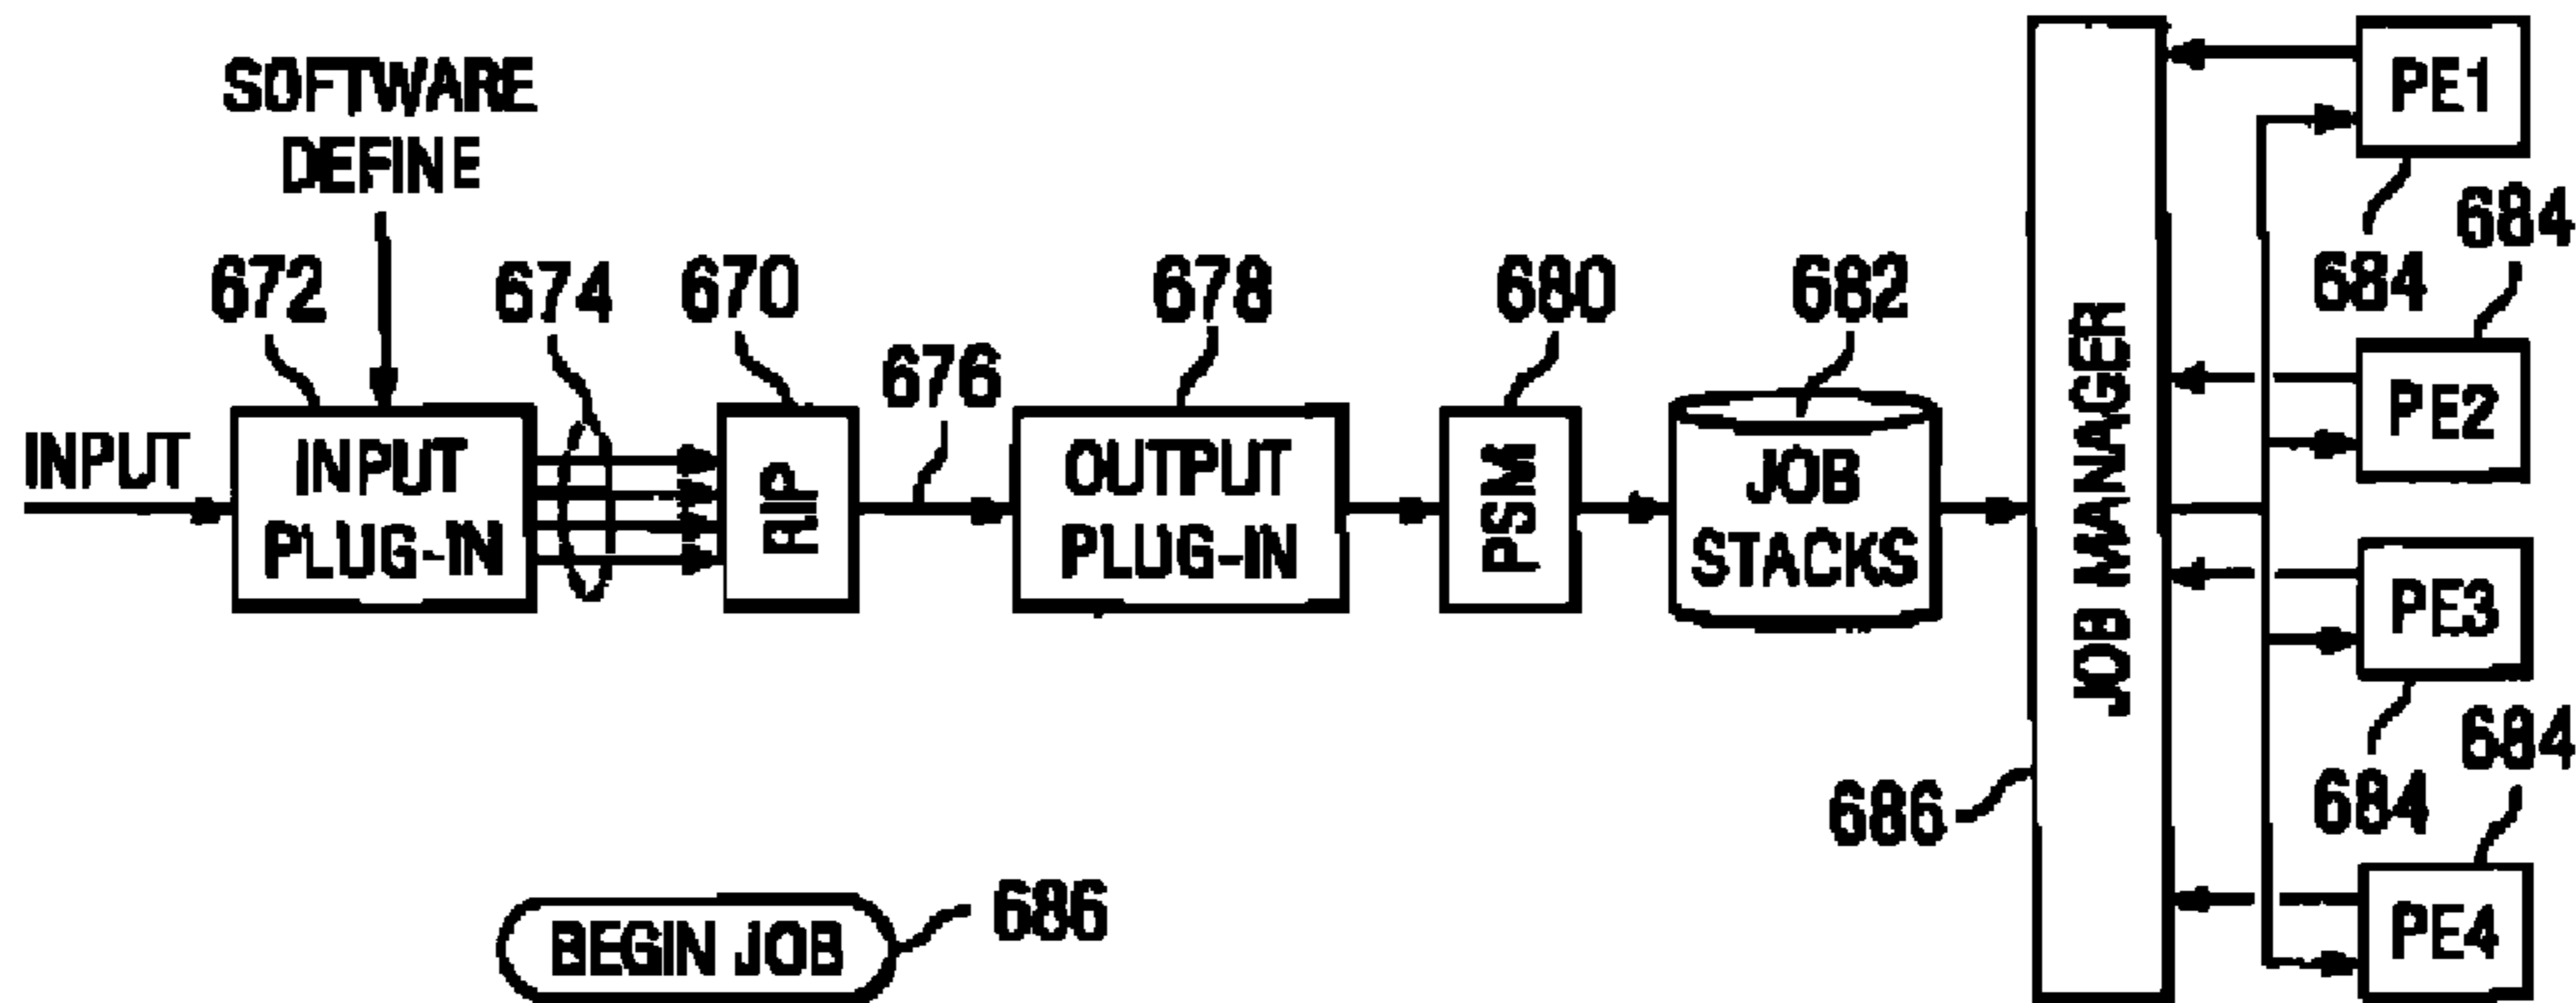 SOFTWARE
DEFINE
672
674
670
676
678
680
682
684
684
INPUT
INPUT
PLUG-IN
RIP
OUTPUT
PLUG-IN
PSM
JOB
STACKS
JOB MANAGER
PE1
PE2
PE3
PE4
684
684
686
BEGIN JOB
686